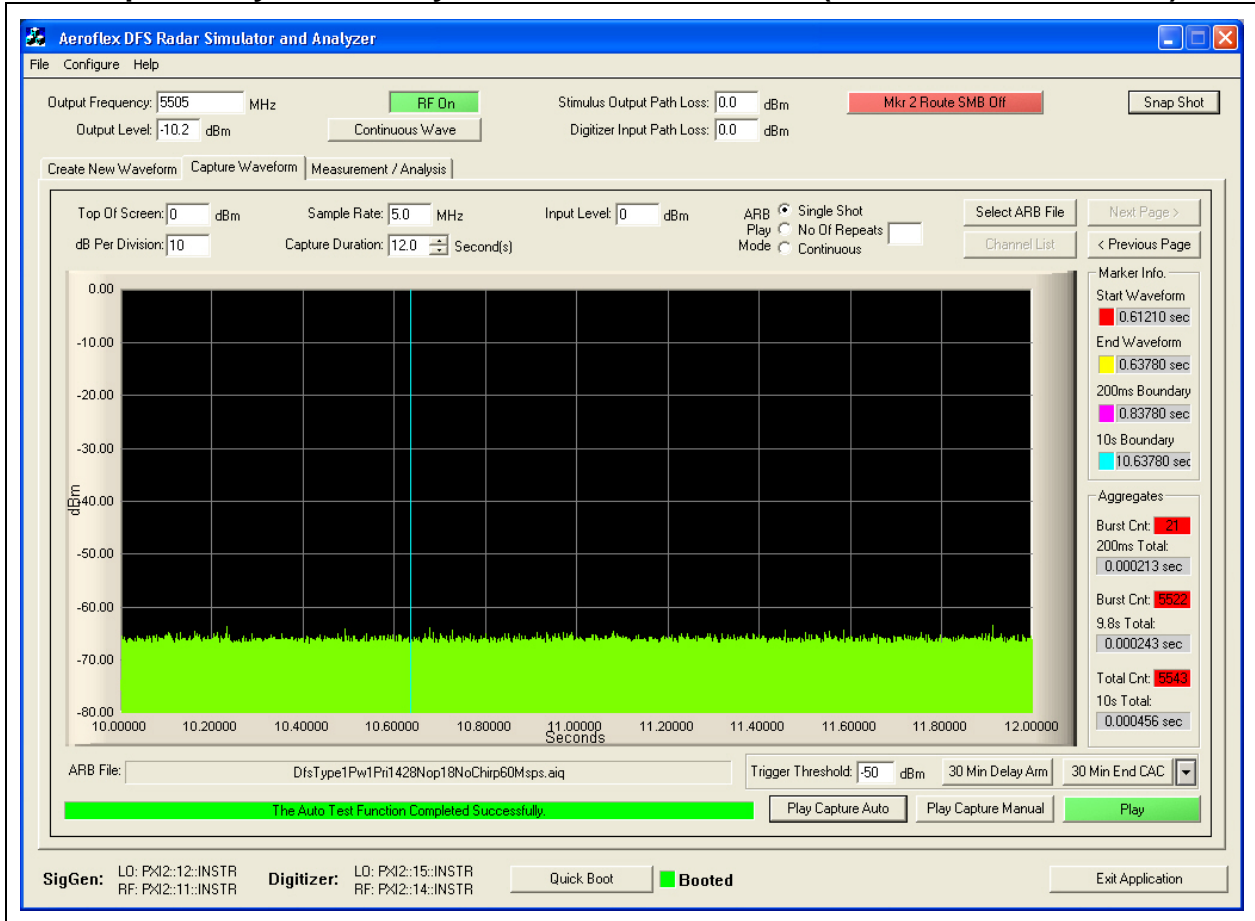 Aeroflex DFS Radar Simulator and Analyzer
File Configure Help
Output Frequency: 5505 MHz RF On Stimulus Output Path Loss: 0.0 dBm Mkr 2 Route SMB Off Snap Shot
Output Level: -10.2 dBm Continuous Wave Digitizer Input Path Loss: 0.0 dBm
Create New Waveform Capture Waveform Measurement / Analysis
Top Of Screen: 0 dBm Sample Rate: 5.0 MHz Input Level: 0 dBm ARB Play Mode Single Shot Select ARB File Next Page >
No Of Repeats
dB Per Division: 10 Capture Duration: 12.0 Second(s) Continuous Channel List < Previous Page
Marker Info.
Start Waveform
0.61210 sec
End Waveform
0.63780 sec
200ms Boundary
0.83780 sec
10s Boundary
10.63780 sec
Aggregates
Burst Cnt: 21
200ms Total:
0.000213 sec
Burst Cnt: 5522
9.8s Total:
0.000243 sec
Total Cnt: 5543
10s Total:
0.000456 sec
0.00
-10.00
-20.00
-30.00
-40.00
-50.00
-60.00
-70.00
-80.00
dBm
10.00000 10.20000 10.40000 10.60000 10.80000 11.00000 11.20000 11.40000 11.60000 11.80000 12.00000
Seconds
ARB File: DfsType1Pw1Pri1428Nop18NoChirp60Msps.aiq Trigger Threshold: -50 dBm 30 Min Delay Arm 30 Min End CAC
The Auto Test Function Completed Successfully. Play Capture Auto Play Capture Manual Play
SigGen: LO: PXI2::12::INSTR Digitizer: LO: PXI2::15::INSTR Quick Boot Booted Exit Application
RF: PXI2::11::INSTR RF: PXI2::14::INSTR